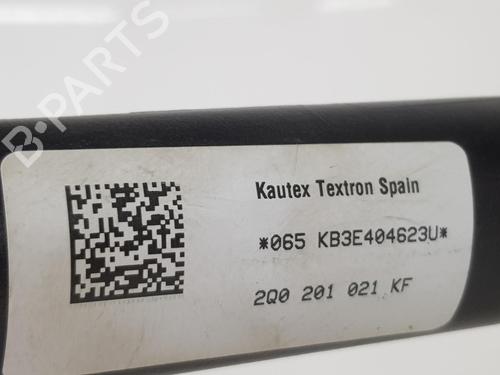 B-PARTS
Kautex Textron Spain
*065 KB3E404623U*
2Q0 201 021 KF